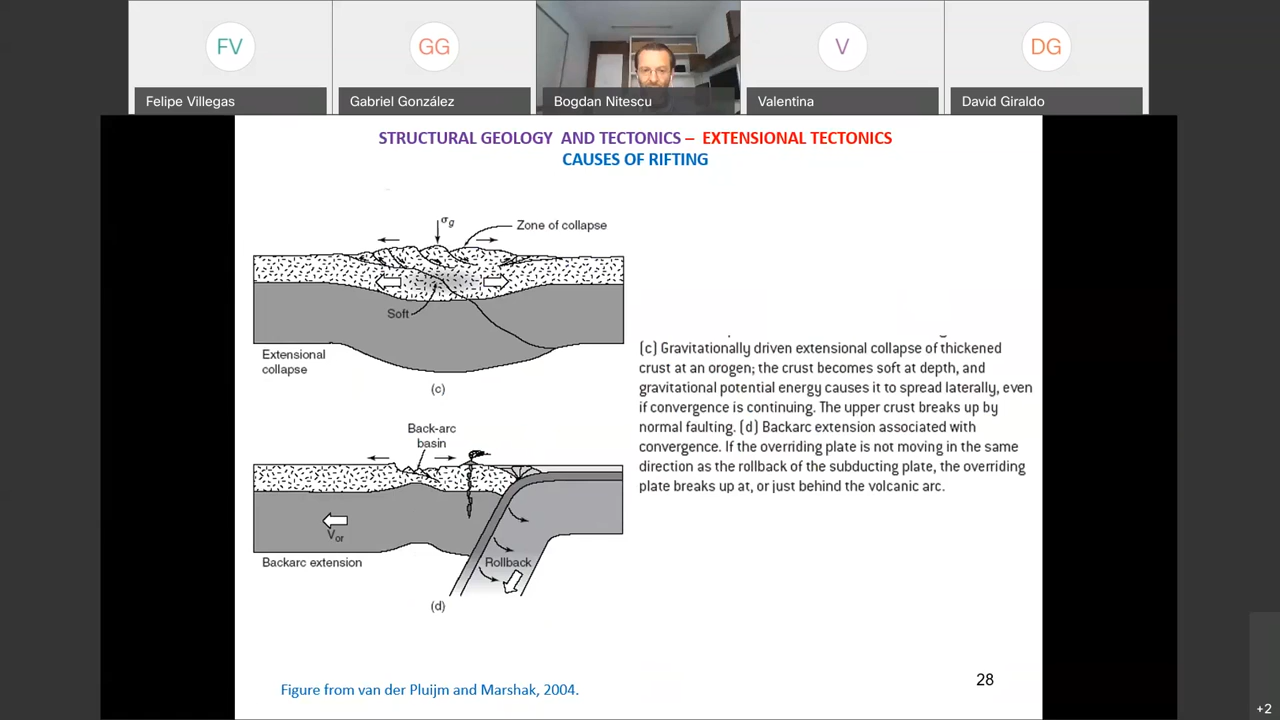 FV
GG
V
DG
Felipe Villegas
Gabriel González
Bogdan Nitescu
Valentina
David Giraldo
STRUCTURAL GEOLOGY AND TECTONICS – EXTENSIONAL TECTONICS
CAUSES OF RIFTING
σg
Zone of collapse
Soft
Extensional
collapse
(c)
(c) Gravitationally driven extensional collapse of thickened
crust at an orogen; the crust becomes soft at depth, and
gravitational potential energy causes it to spread laterally, even
if convergence is continuing. The upper crust breaks up by
normal faulting. (d) Backarc extension associated with
convergence. If the overriding plate is not moving in the same
direction as the rollback of the subducting plate, the overriding
plate breaks up at, or just behind the volcanic arc.
Back-arc
basin
Vor
Backarc extension
Rollback
(d)
Figure from van der Pluijm and Marshak, 2004.
28
+2